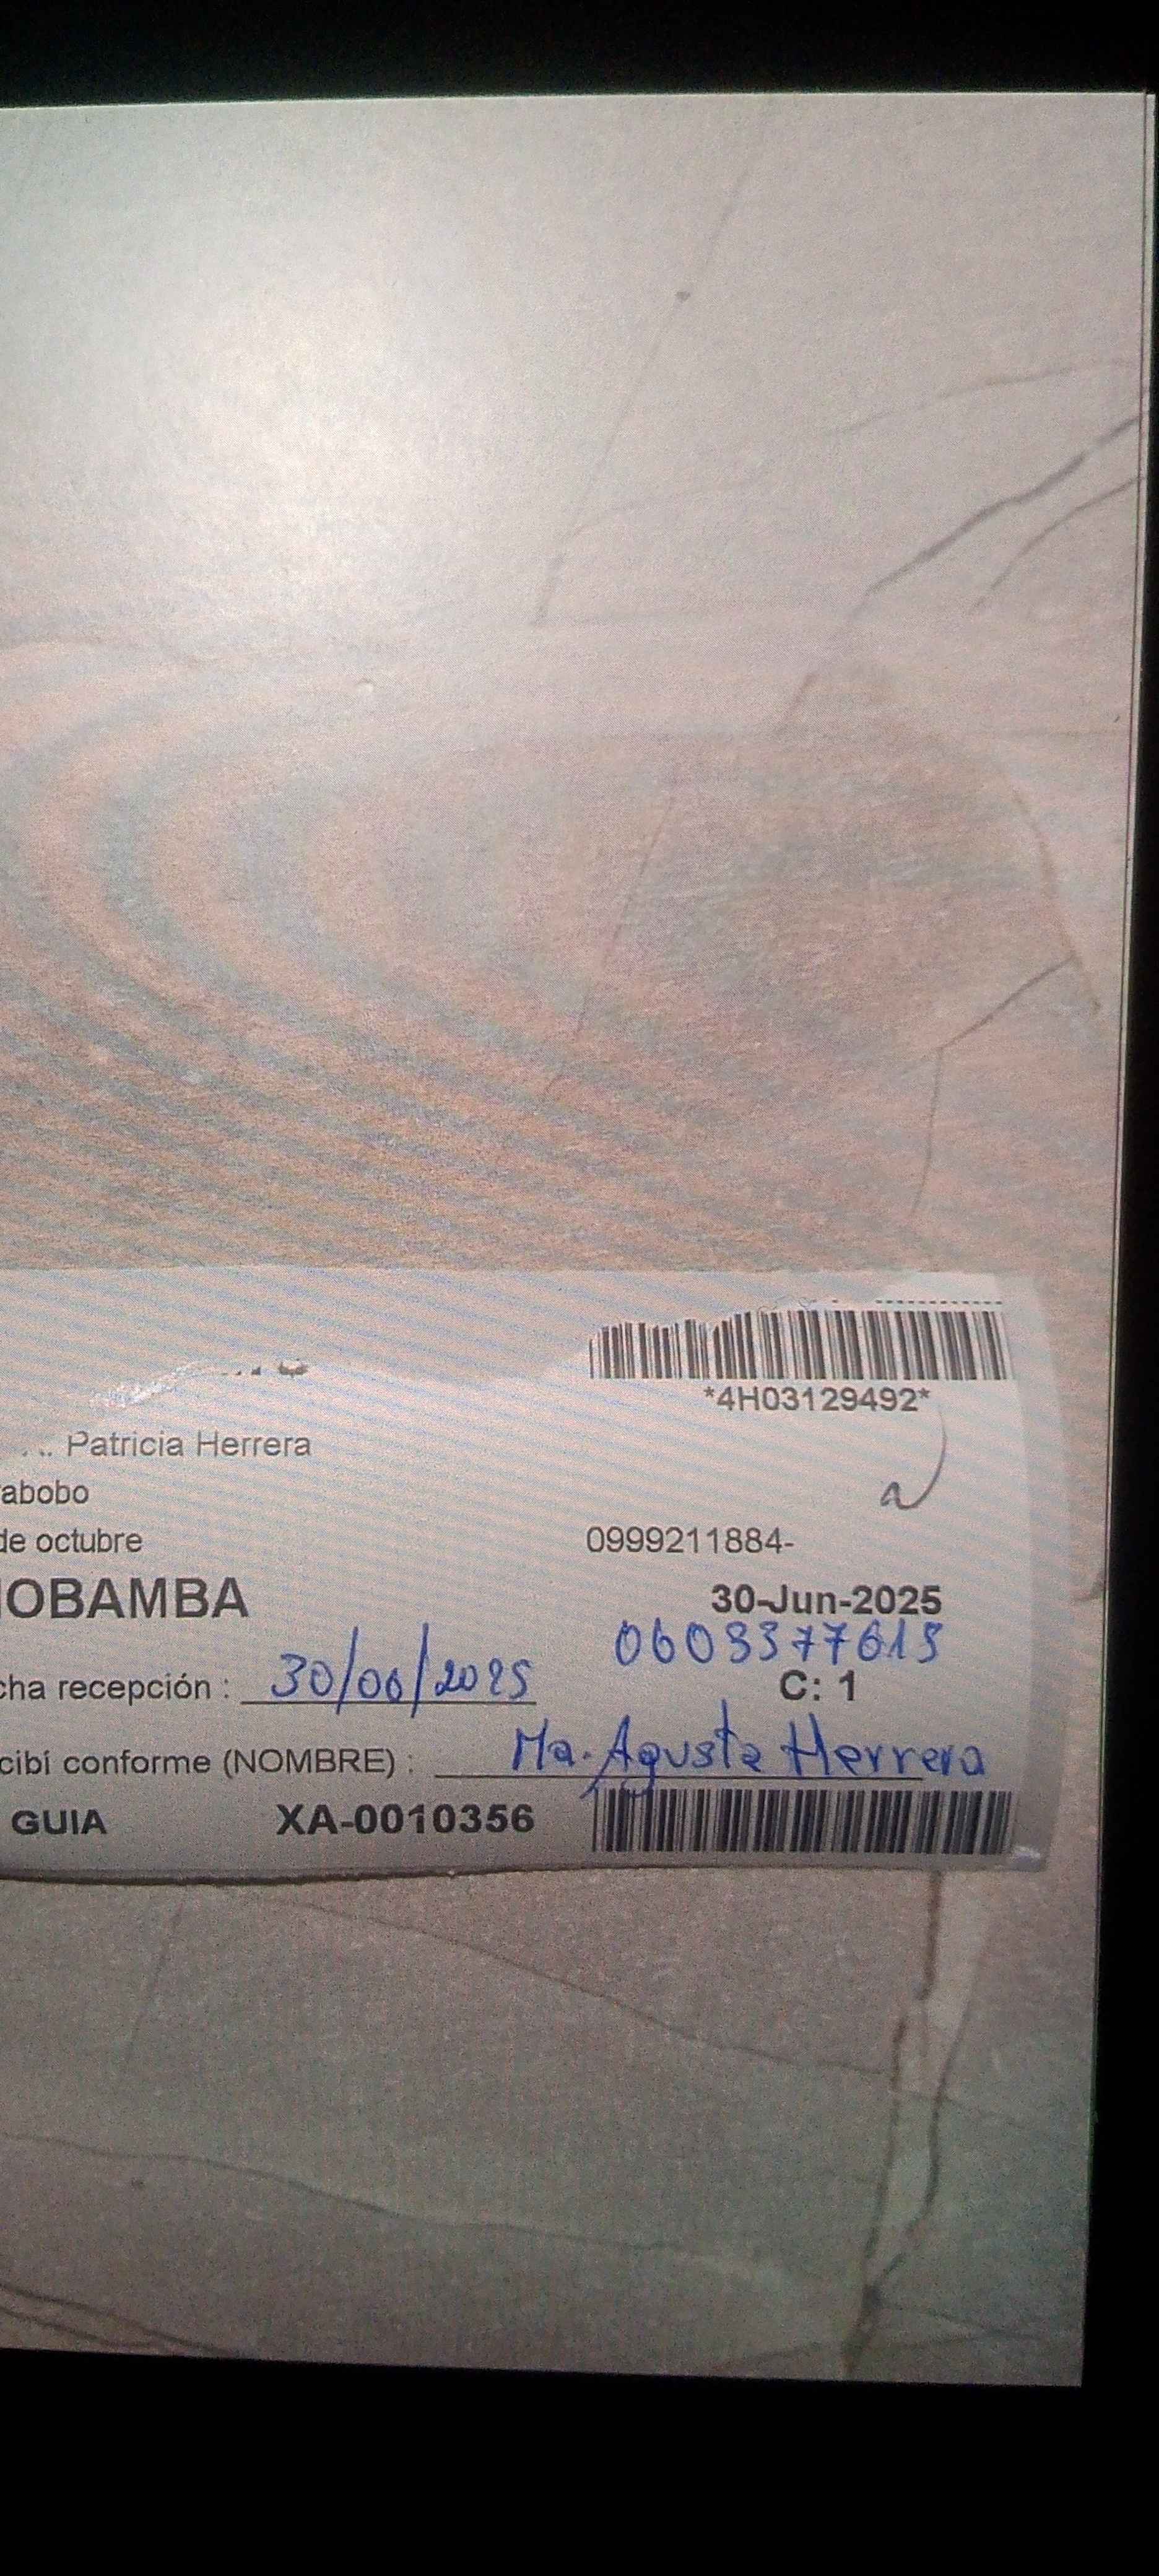 *4H03129492*
Patricia Herrera
abobo
de octubre 0999211884-
IOBAMBA 30-Jun-2025
0603377613
cha recepción : 30/06/2025 C: 1
cibí conforme (NOMBRE) : Ma. Agusta Herrera
GUIA XA-0010356